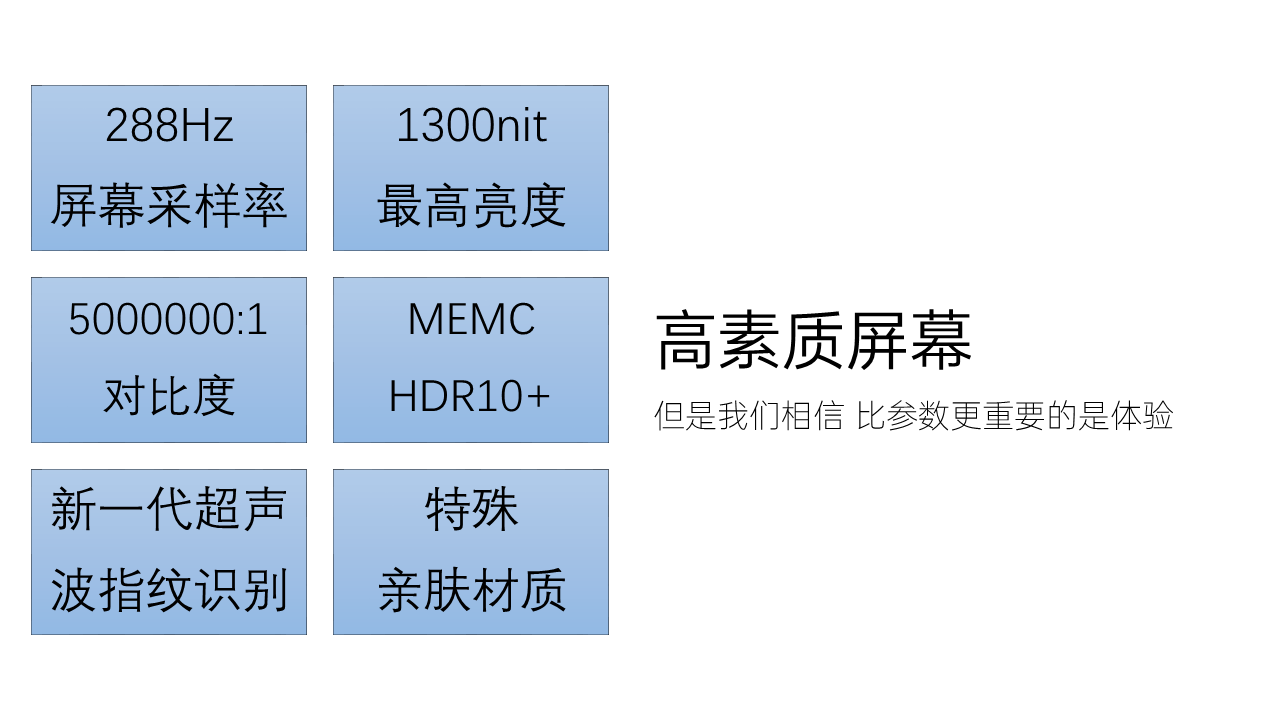 288Hz
屏幕采样率
1300nit
最高亮度
5000000:1
对比度
MEMC
HDR10+
新一代超声
波指纹识别
特殊
亲肤材质
高素质屏幕
但是我们相信 比参数更重要的是体验